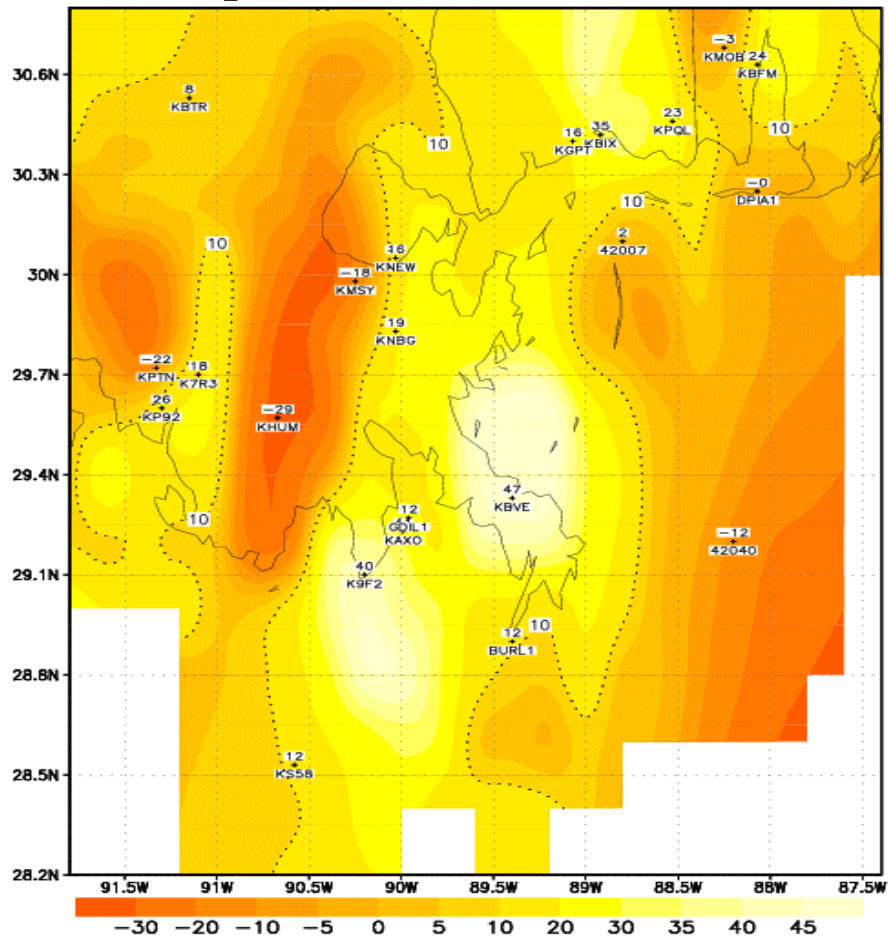 −3
KMOB
24
KBFM
30.6N
8
KBTR
23
KPQL
35
16
KBIX
KGPT
10
10
30.3N
−0
DPIA1
10
2
42007
10
16
KNEW
30N
−18
KMSY
19
KNBG
−22
KPTN
18
K7R3
29.7N
26
KP92
−29
KHUM
29.4N
47
KBVE
10
12
GDIL1
KAXO
−12
42040
29.1N
40
K9F2
10
12
BURL1
28.8N
12
KS58
28.5N
28.2N
91.5W 91W 90.5W 90W 89.5W 89W 88.5W 88W 87.5W
−30 −20 −10 −5 0 5 10 20 30 35 40 45